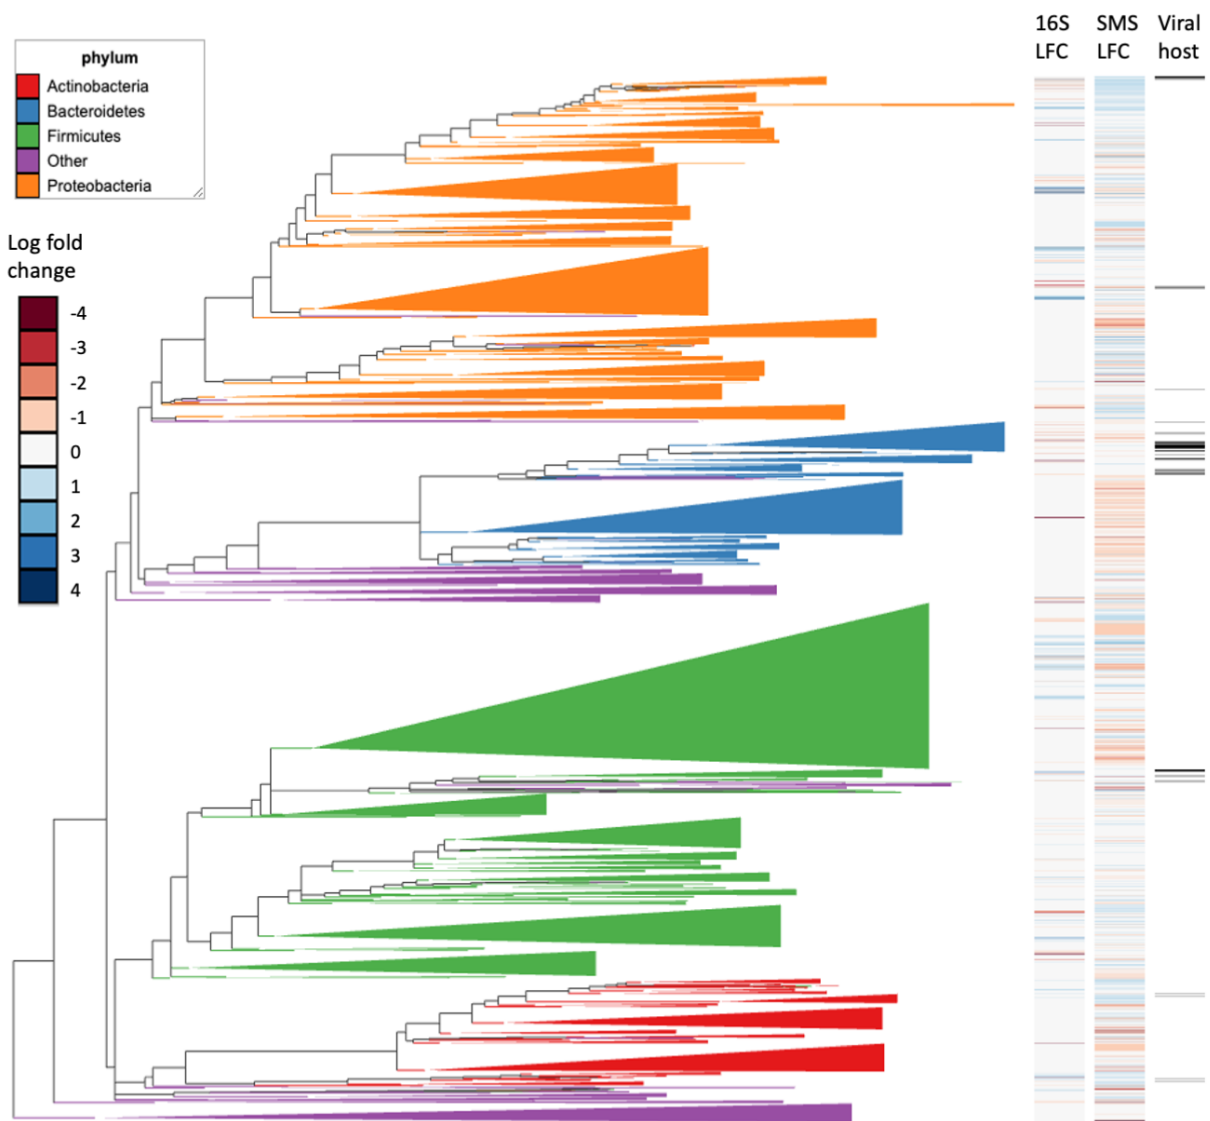 16S SMS Viral
LFC LFC host
phylum
Actinobacteria
Bacteroidetes
Firmicutes
Other
Proteobacteria
Log fold
change
-4
-3
-2
-1
0
1
2
3
4